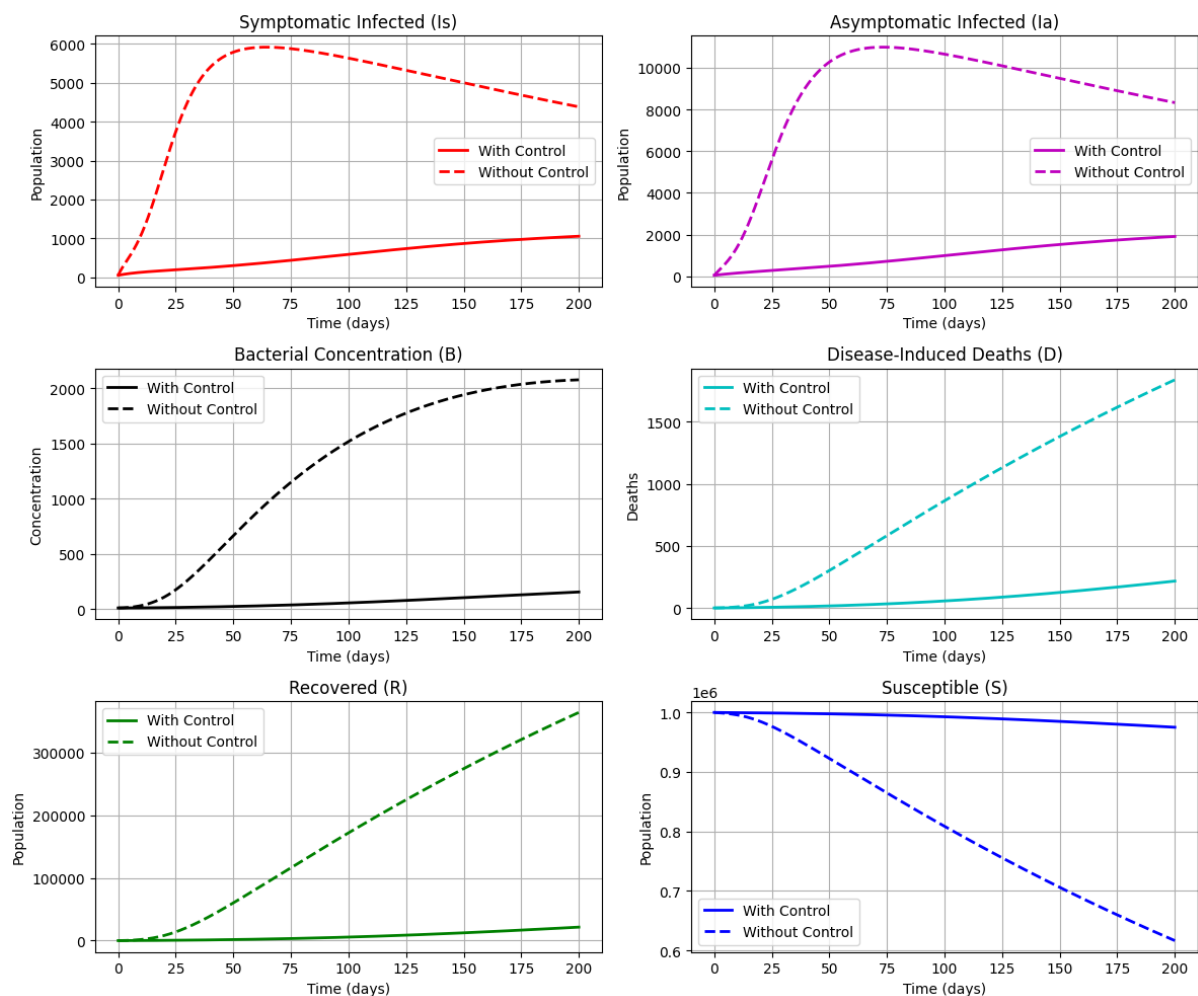 Symptomatic Infected (Is)
Population
6000
5000
4000
3000
2000
1000
0
With Control
Without Control
0 25 50 75 100 125 150 175 200
Time (days)
Asymptomatic Infected (Ia)
Population
10000
8000
6000
4000
2000
0
With Control
Without Control
0 25 50 75 100 125 150 175 200
Time (days)
Bacterial Concentration (B)
Concentration
2000
1500
1000
500
0
With Control
Without Control
0 25 50 75 100 125 150 175 200
Time (days)
Disease-Induced Deaths (D)
Deaths
1500
1000
500
0
With Control
Without Control
0 25 50 75 100 125 150 175 200
Time (days)
Recovered (R)
Population
300000
200000
100000
0
With Control
Without Control
0 25 50 75 100 125 150 175 200
Time (days)
Susceptible (S)
1e6
Population
1.0
0.9
0.8
0.7
0.6
With Control
Without Control
0 25 50 75 100 125 150 175 200
Time (days)